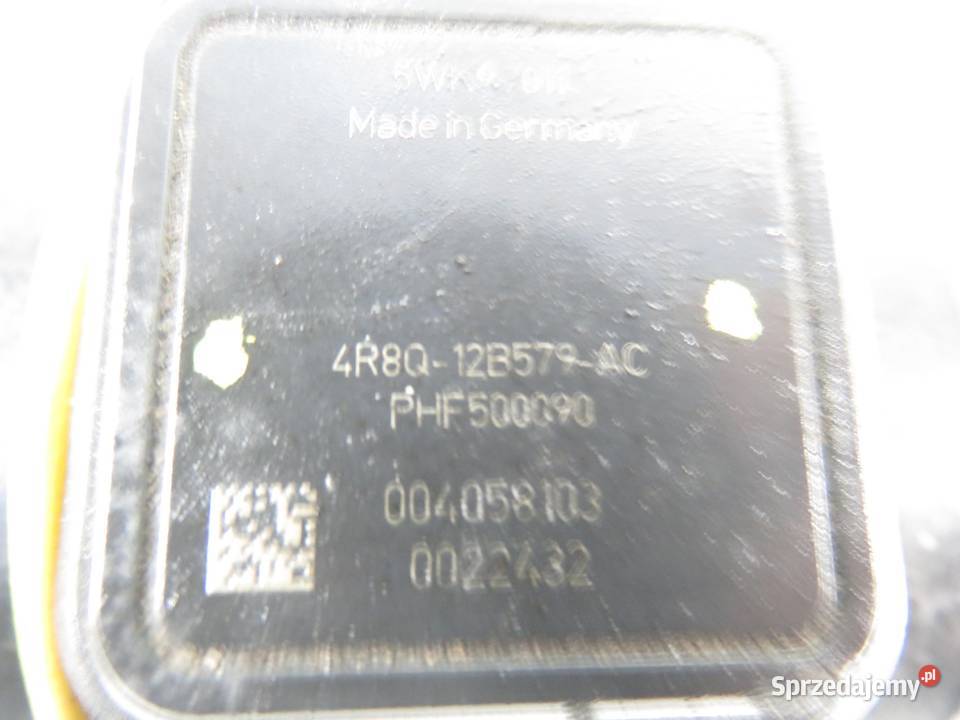 Made in Germany
4R8Q-12B579-AC
PHF500090
004058103
0022432
Sprzedajemy.pl